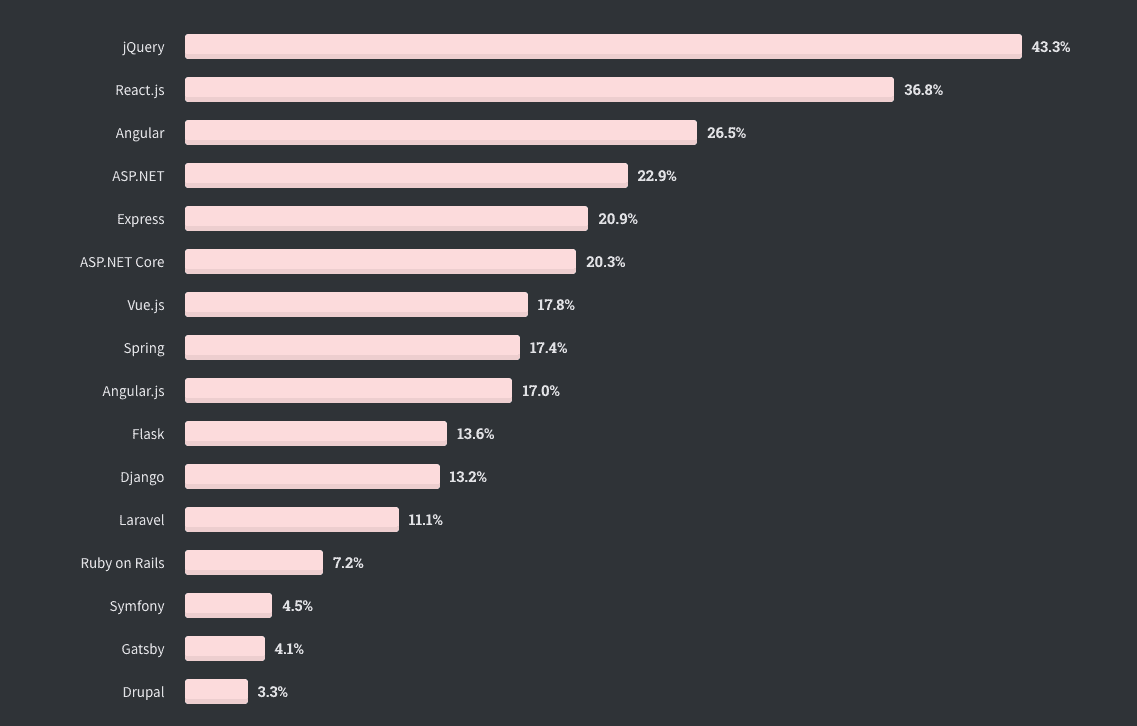 jQuery 43.3%
React.js 36.8%
Angular 26.5%
ASP.NET 22.9%
Express 20.9%
ASP.NET Core 20.3%
Vue.js 17.8%
Spring 17.4%
Angular.js 17.0%
Flask 13.6%
Django 13.2%
Laravel 11.1%
Ruby on Rails 7.2%
Symfony 4.5%
Gatsby 4.1%
Drupal 3.3%